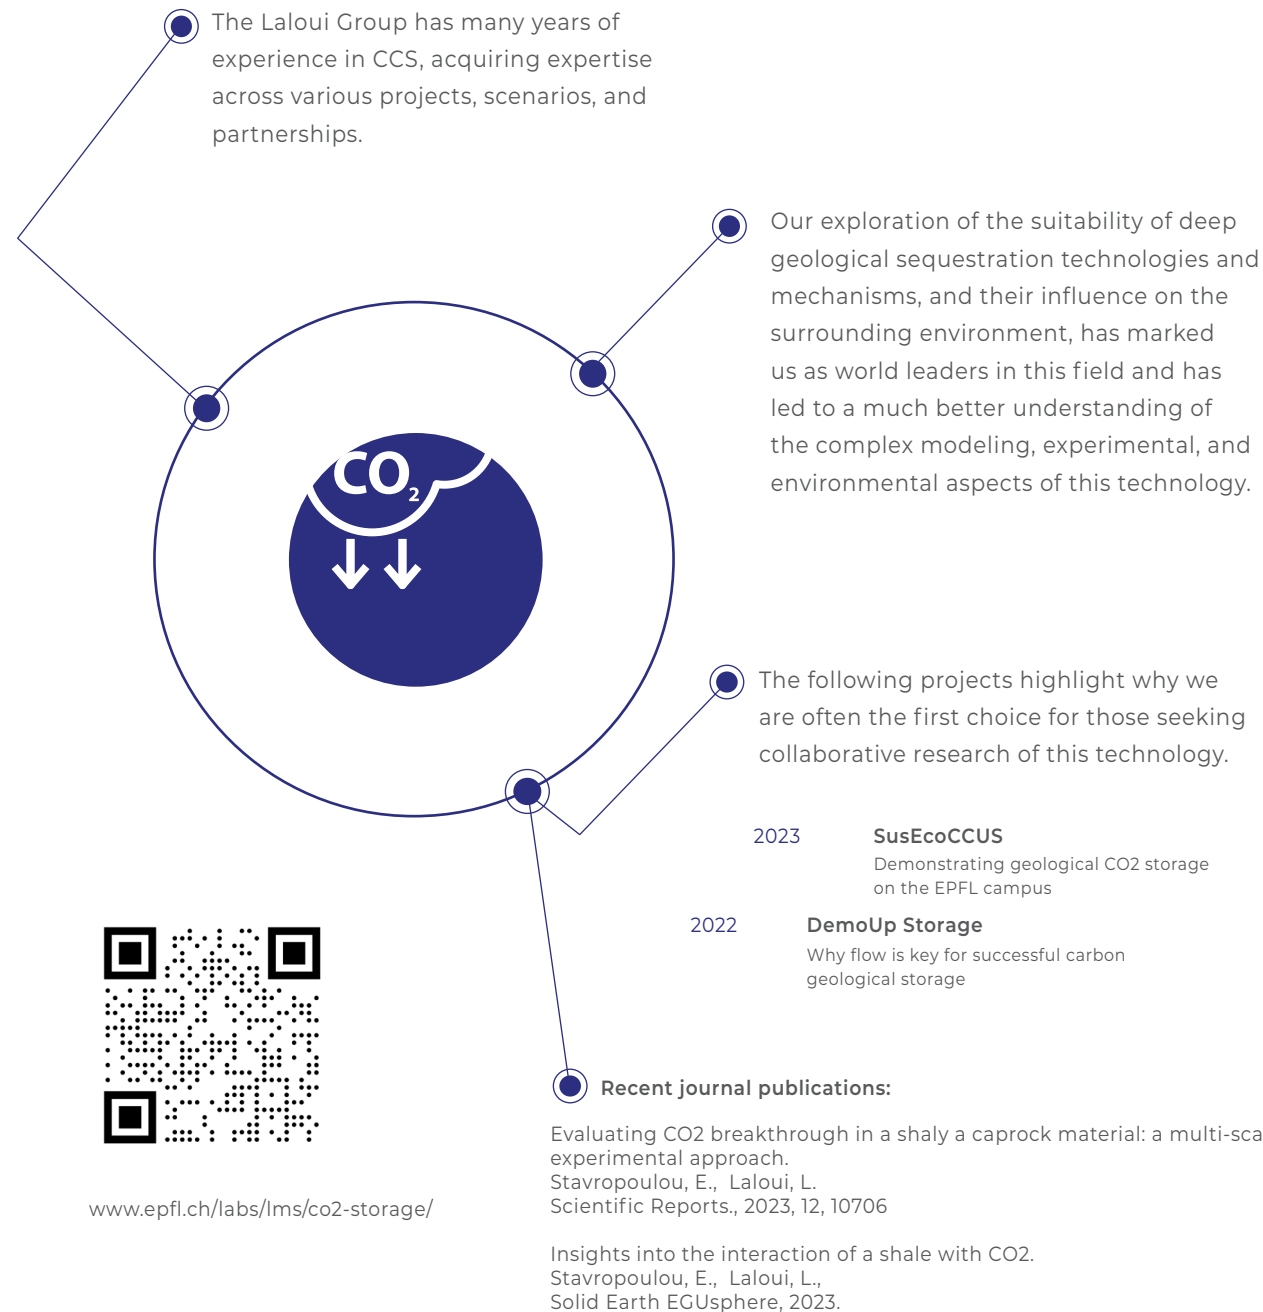 The Laloui Group has many years of
experience in CCS, acquiring expertise
across various projects, scenarios, and
partnerships.
Our exploration of the suitability of deep
geological sequestration technologies and
mechanisms, and their influence on the
surrounding environment, has marked
us as world leaders in this field and has
led to a much better understanding of
the complex modeling, experimental, and
environmental aspects of this technology.
CO2
The following projects highlight why we
are often the first choice for those seeking
collaborative research of this technology.
2023 SusEcoCCUS
Demonstrating geological CO2 storage
on the EPFL campus
2022 DemoUp Storage
Why flow is key for successful carbon
geological storage
Recent journal publications:
Evaluating CO2 breakthrough in a shaly a caprock material: a multi-sca
experimental approach.
Stavropoulou, E., Laloui, L.
Scientific Reports., 2023, 12, 10706
Insights into the interaction of a shale with CO2.
Stavropoulou, E., Laloui, L.,
Solid Earth EGUsphere, 2023.
www.epfl.ch/labs/lms/co2-storage/